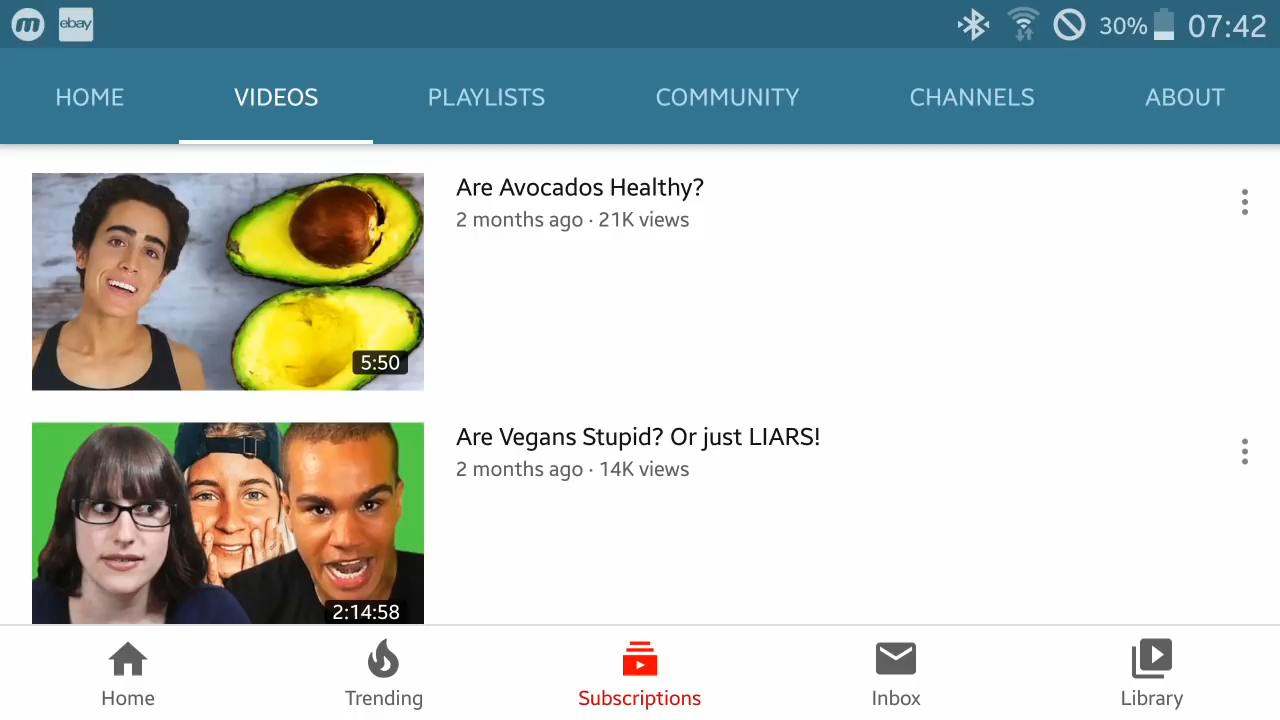 m ebay 30% 07:42
HOME VIDEOS PLAYLISTS COMMUNITY CHANNELS ABOUT
Are Avocados Healthy?
2 months ago · 21K views
5:50
Are Vegans Stupid? Or just LIARS!
2 months ago · 14K views
2:14:58
Home Trending Subscriptions Inbox Library